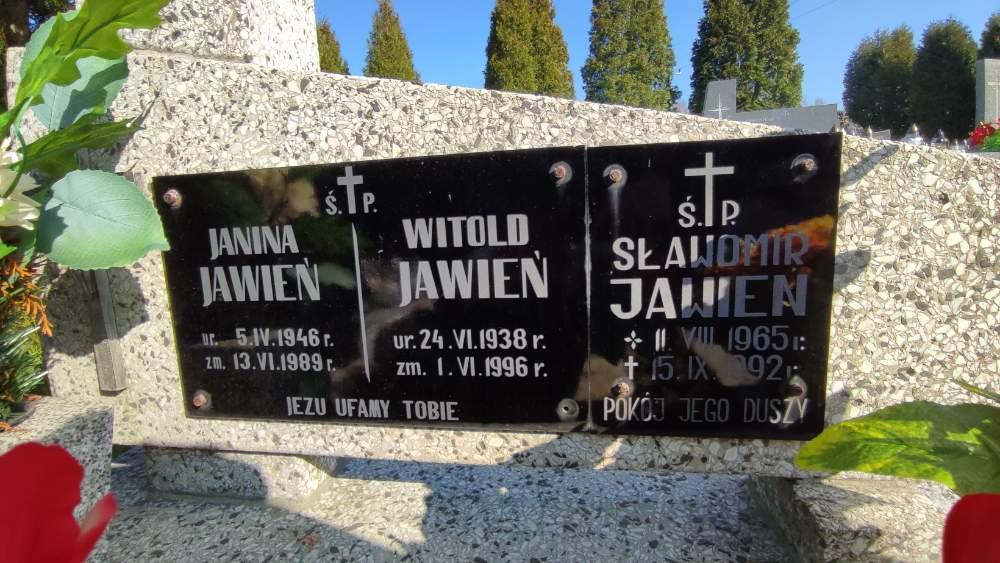 Ś. P.
JANINA
JAWIEŃ
ur. 5.IV.1946 r.
zm. 13.VI.1989 r.
WITOLD
JAWIEŃ
ur. 24.VI.1938 r.
zm. 1.VI.1996 r.
JEZU UFAMY TOBIE
Ś. P.
SŁAWOMIR
JAWIEŃ
11 VIII 1965 r.
15.IX.1992 r.
POKÓJ JEGO DUSZY